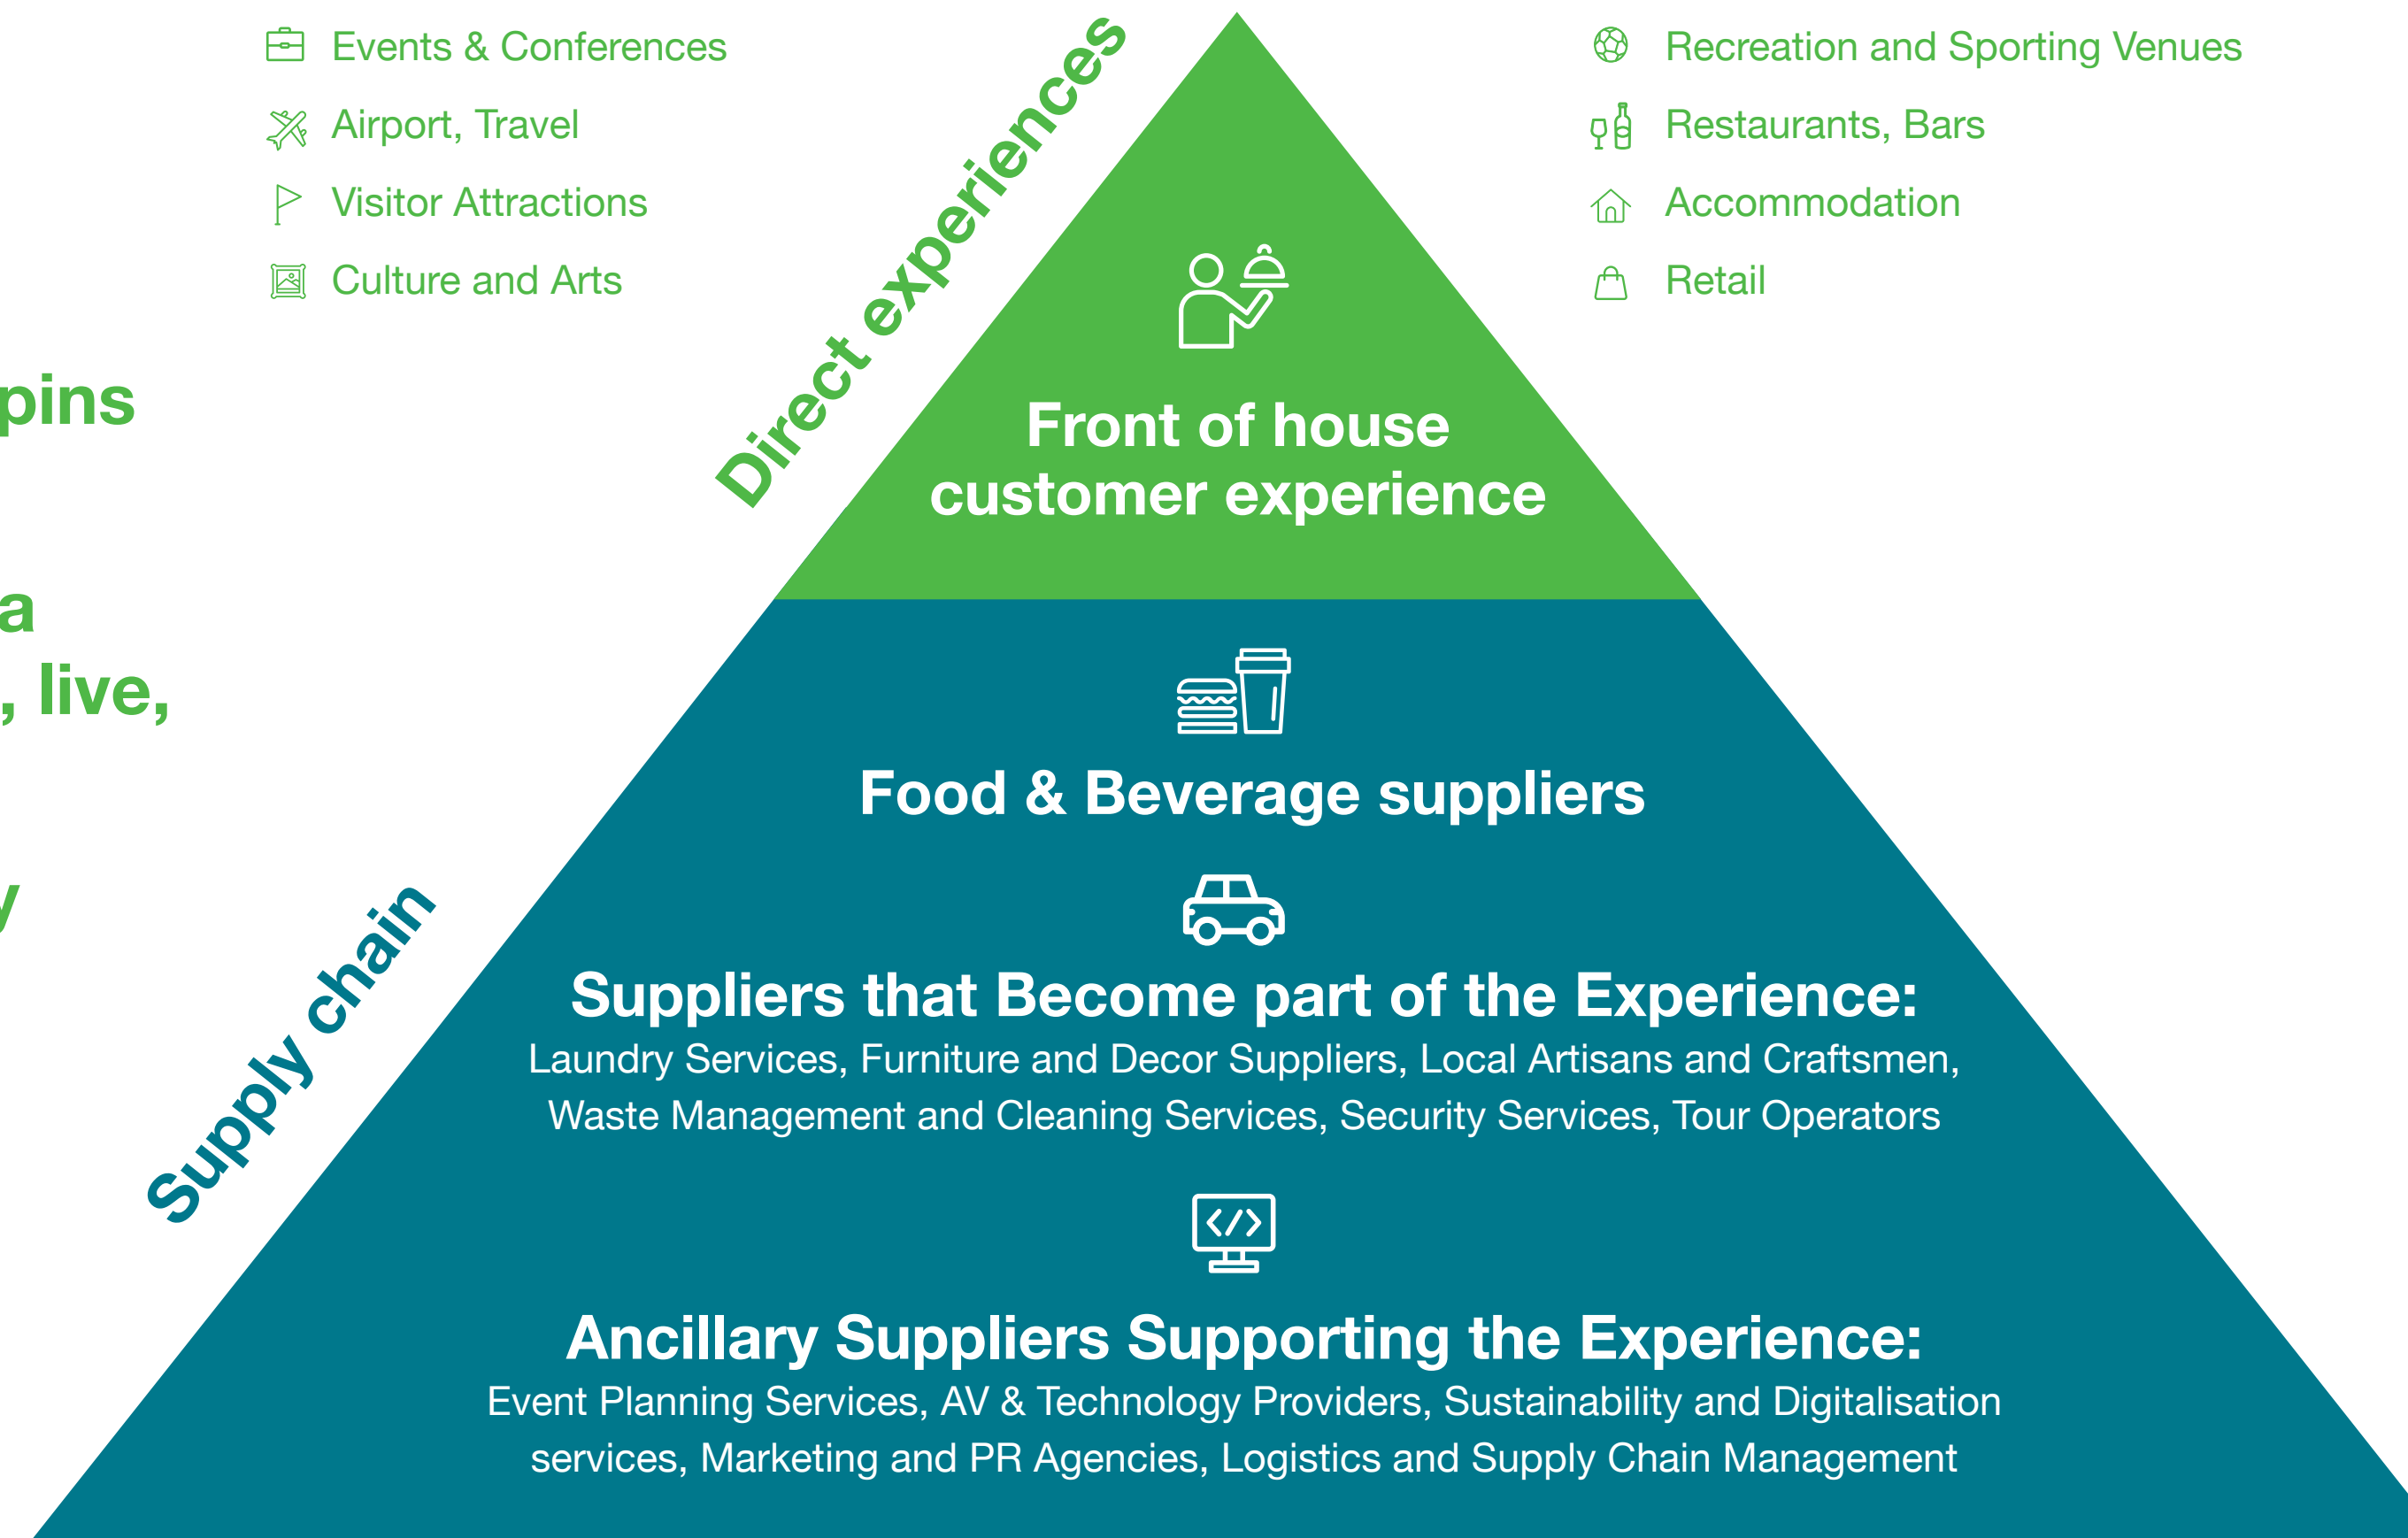 Events & Conferences
Airport, Travel
Visitor Attractions
Culture and Arts
Recreation and Sporting Venues
Restaurants, Bars
Accommodation
Retail
pins
a
, live,
y
Direct experiences
Front of house
customer experience
Supply chain
Food & Beverage suppliers
Suppliers that Become part of the Experience:
Laundry Services, Furniture and Decor Suppliers, Local Artisans and Craftsmen,
Waste Management and Cleaning Services, Security Services, Tour Operators
Ancillary Suppliers Supporting the Experience:
Event Planning Services, AV & Technology Providers, Sustainability and Digitalisation
services, Marketing and PR Agencies, Logistics and Supply Chain Management